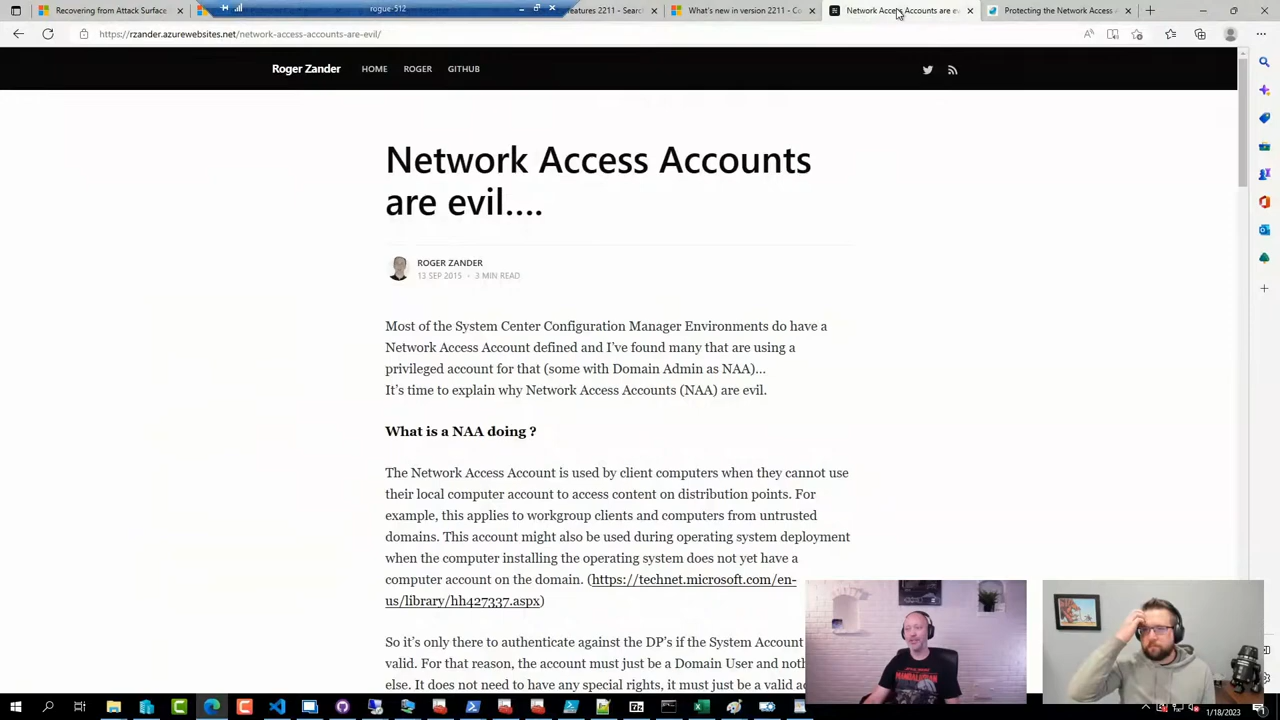 Recovering from Attack Surface
rogue-512
eatures 2211 - Sear
What's new in version 2211 - Co
Network Access Accounts are e
Protecting the Network Access
https://rzander.azurewebsites.net/network-access-accounts-are-evil/
Roger Zander
HOME
ROGER
GITHUB
Network Access Accounts
are evil....
ROGER ZANDER
13 SEP 2015 · 3 MIN READ
Most of the System Center Configuration Manager Environments do have a
Network Access Account defined and I've found many that are using a
privileged account for that (some with Domain Admin as NAA)...
It's time to explain why Network Access Accounts (NAA) are evil.
What is a NAA doing ?
The Network Access Account is used by client computers when they cannot use
their local computer account to access content on distribution points. For
example, this applies to workgroup clients and computers from untrusted
domains. This account might also be used during operating system deployment
when the computer installing the operating system does not yet have a
computer account on the domain. (https://technet.microsoft.com/en-
us/library/hh427337.aspx)
So it's only there to authenticate against the DP's if the System Account
valid. For that reason, the account must just be a Domain User and noth
else. It does not need to have any special rights, it must just be a valid a
MANDALORIAN
1/18/2023